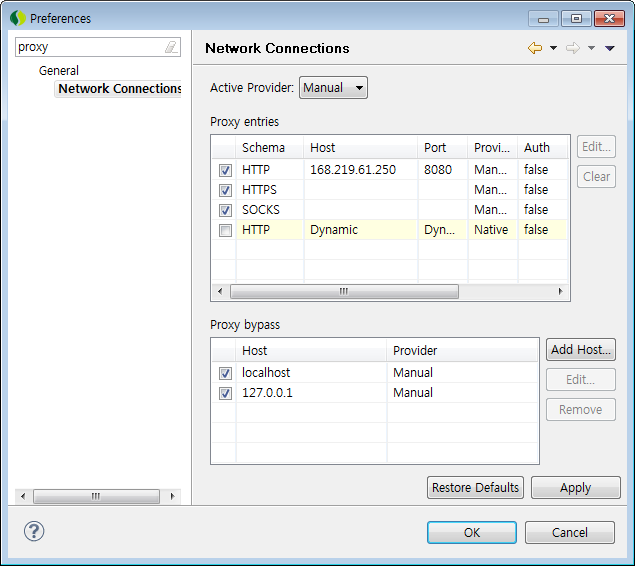 Preferences
proxy
General
Network Connections
Network Connections
Active Provider: Manual
Proxy entries
Schema Host Port Provi... Auth
HTTP 168.219.61.250 8080 Man... false
HTTPS Man... false
SOCKS Man... false
HTTP Dynamic Dyn... Native false
Edit...
Clear
Proxy bypass
Host Provider
localhost Manual
127.0.0.1 Manual
Add Host...
Edit...
Remove
Restore Defaults Apply
OK Cancel